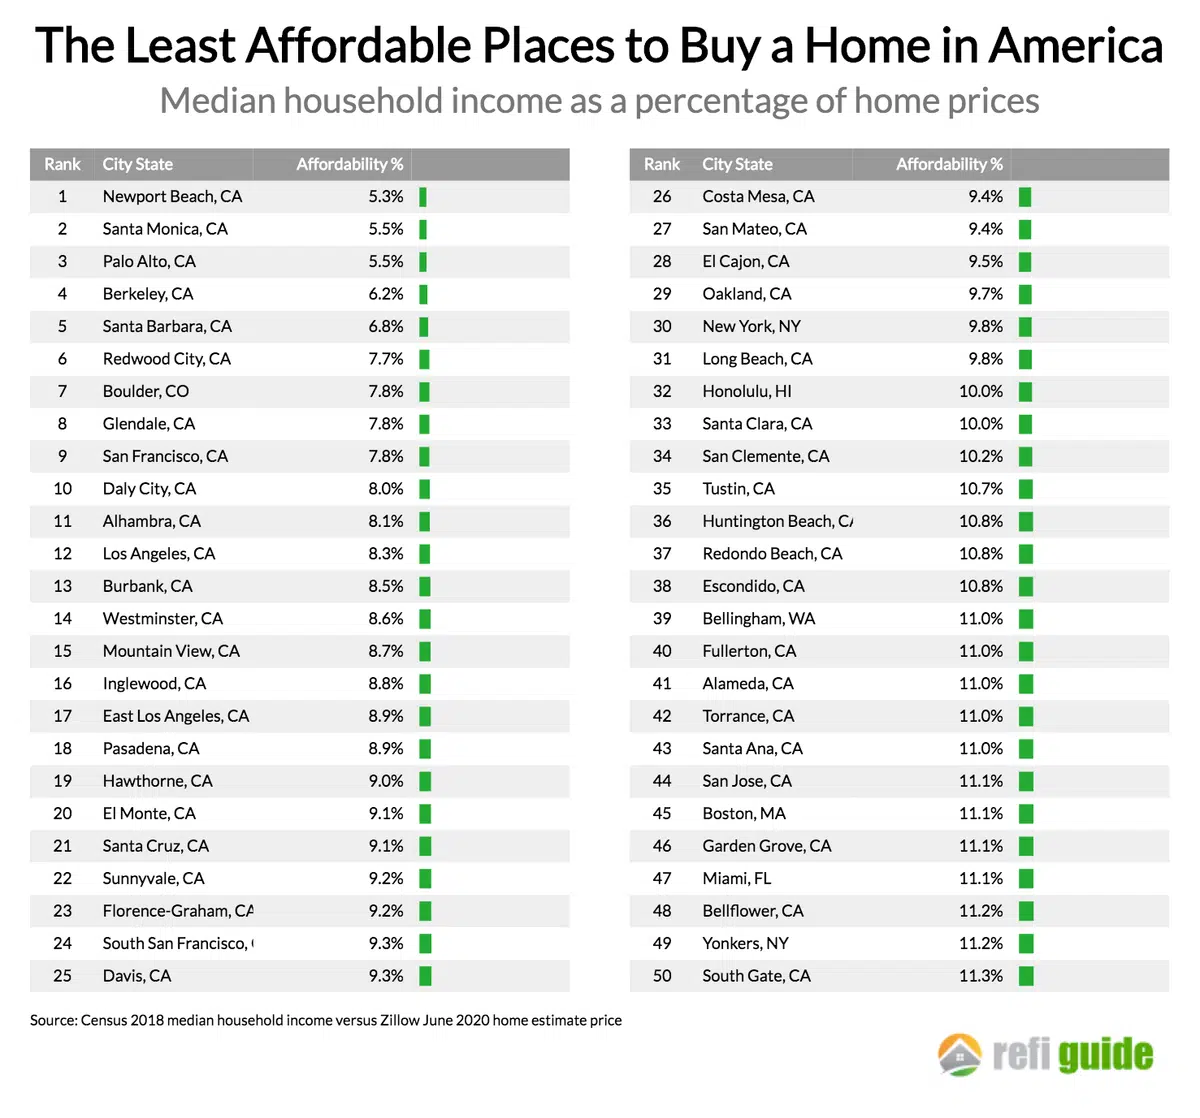 The Least Affordable Places to Buy a Home in America
Median household income as a percentage of home prices
Rank City State Affordability %
1 Newport Beach, CA 5.3%
2 Santa Monica, CA 5.5%
3 Palo Alto, CA 5.5%
4 Berkeley, CA 6.2%
5 Santa Barbara, CA 6.8%
6 Redwood City, CA 7.7%
7 Boulder, CO 7.8%
8 Glendale, CA 7.8%
9 San Francisco, CA 7.8%
10 Daly City, CA 8.0%
11 Alhambra, CA 8.1%
12 Los Angeles, CA 8.3%
13 Burbank, CA 8.5%
14 Westminster, CA 8.6%
15 Mountain View, CA 8.7%
16 Inglewood, CA 8.8%
17 East Los Angeles, CA 8.9%
18 Pasadena, CA 8.9%
19 Hawthorne, CA 9.0%
20 El Monte, CA 9.1%
21 Santa Cruz, CA 9.1%
22 Sunnyvale, CA 9.2%
23 Florence-Graham, CA 9.2%
24 South San Francisco, 9.3%
25 Davis, CA 9.3%
Rank City State Affordability %
26 Costa Mesa, CA 9.4%
27 San Mateo, CA 9.4%
28 El Cajon, CA 9.5%
29 Oakland, CA 9.7%
30 New York, NY 9.8%
31 Long Beach, CA 9.8%
32 Honolulu, HI 10.0%
33 Santa Clara, CA 10.0%
34 San Clemente, CA 10.2%
35 Tustin, CA 10.7%
36 Huntington Beach, CA 10.8%
37 Redondo Beach, CA 10.8%
38 Escondido, CA 10.8%
39 Bellingham, WA 11.0%
40 Fullerton, CA 11.0%
41 Alameda, CA 11.0%
42 Torrance, CA 11.0%
43 Santa Ana, CA 11.0%
44 San Jose, CA 11.1%
45 Boston, MA 11.1%
46 Garden Grove, CA 11.1%
47 Miami, FL 11.1%
48 Bellflower, CA 11.2%
49 Yonkers, NY 11.2%
50 South Gate, CA 11.3%
Source: Census 2018 median household income versus Zillow June 2020 home estimate price
refi guide